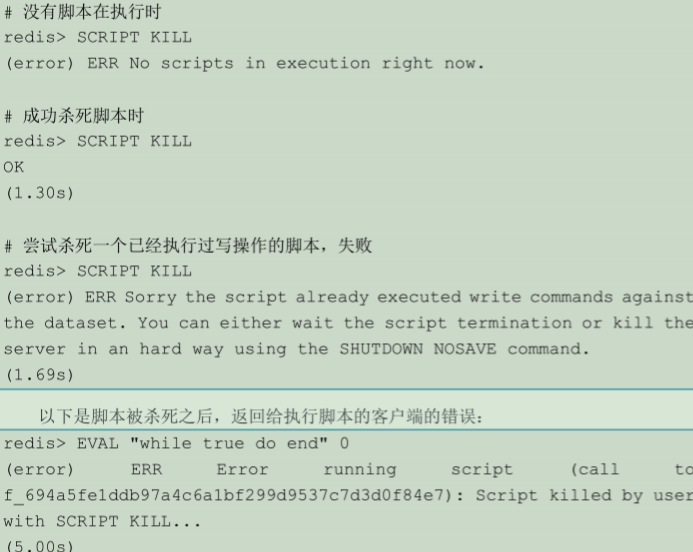 # 没有脚本在执行时
redis> SCRIPT KILL
(error) ERR No scripts in execution right now.
# 成功杀死脚本时
redis> SCRIPT KILL
OK
(1.30s)
# 尝试杀死一个已经执行过写操作的脚本，失败
redis> SCRIPT KILL
(error) ERR Sorry the script already executed write commands against
the dataset. You can either wait the script termination or kill the
server in an hard way using the SHUTDOWN NOSAVE command.
(1.69s)
以下是脚本被杀死之后，返回给执行脚本的客户端的错误：
redis> EVAL "while true do end" 0
(error) ERR Error running script (call to
f_694a5fe1ddb97a4c6a1bf299d9537c7d3d0f84e7): Script killed by user
with SCRIPT KILL...
(5.00s)